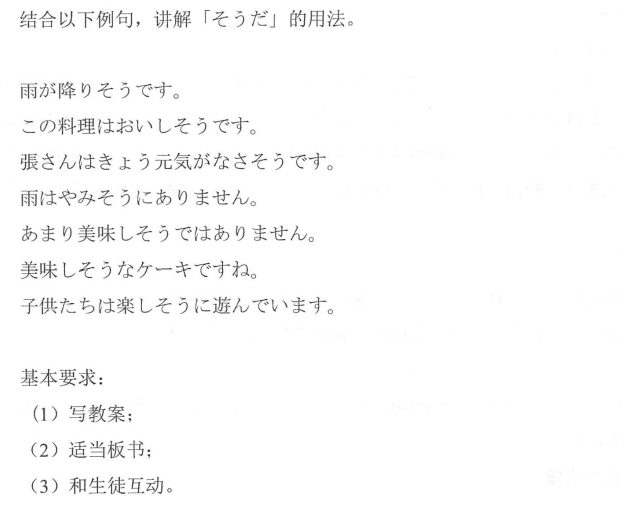 结合以下例句，讲解「そうだ」的用法。
雨が降りそうです。
この料理はおいしそうです。
張さんはきょう元気がなさそうです。
雨はやみそうにありません。
あまり美味しそうではありません。
美味しそうなケーキですね。
子供たちは楽しそうに遊んでいます。
基本要求：
（1）写教案；
（2）适当板书；
（3）和生徒互动。